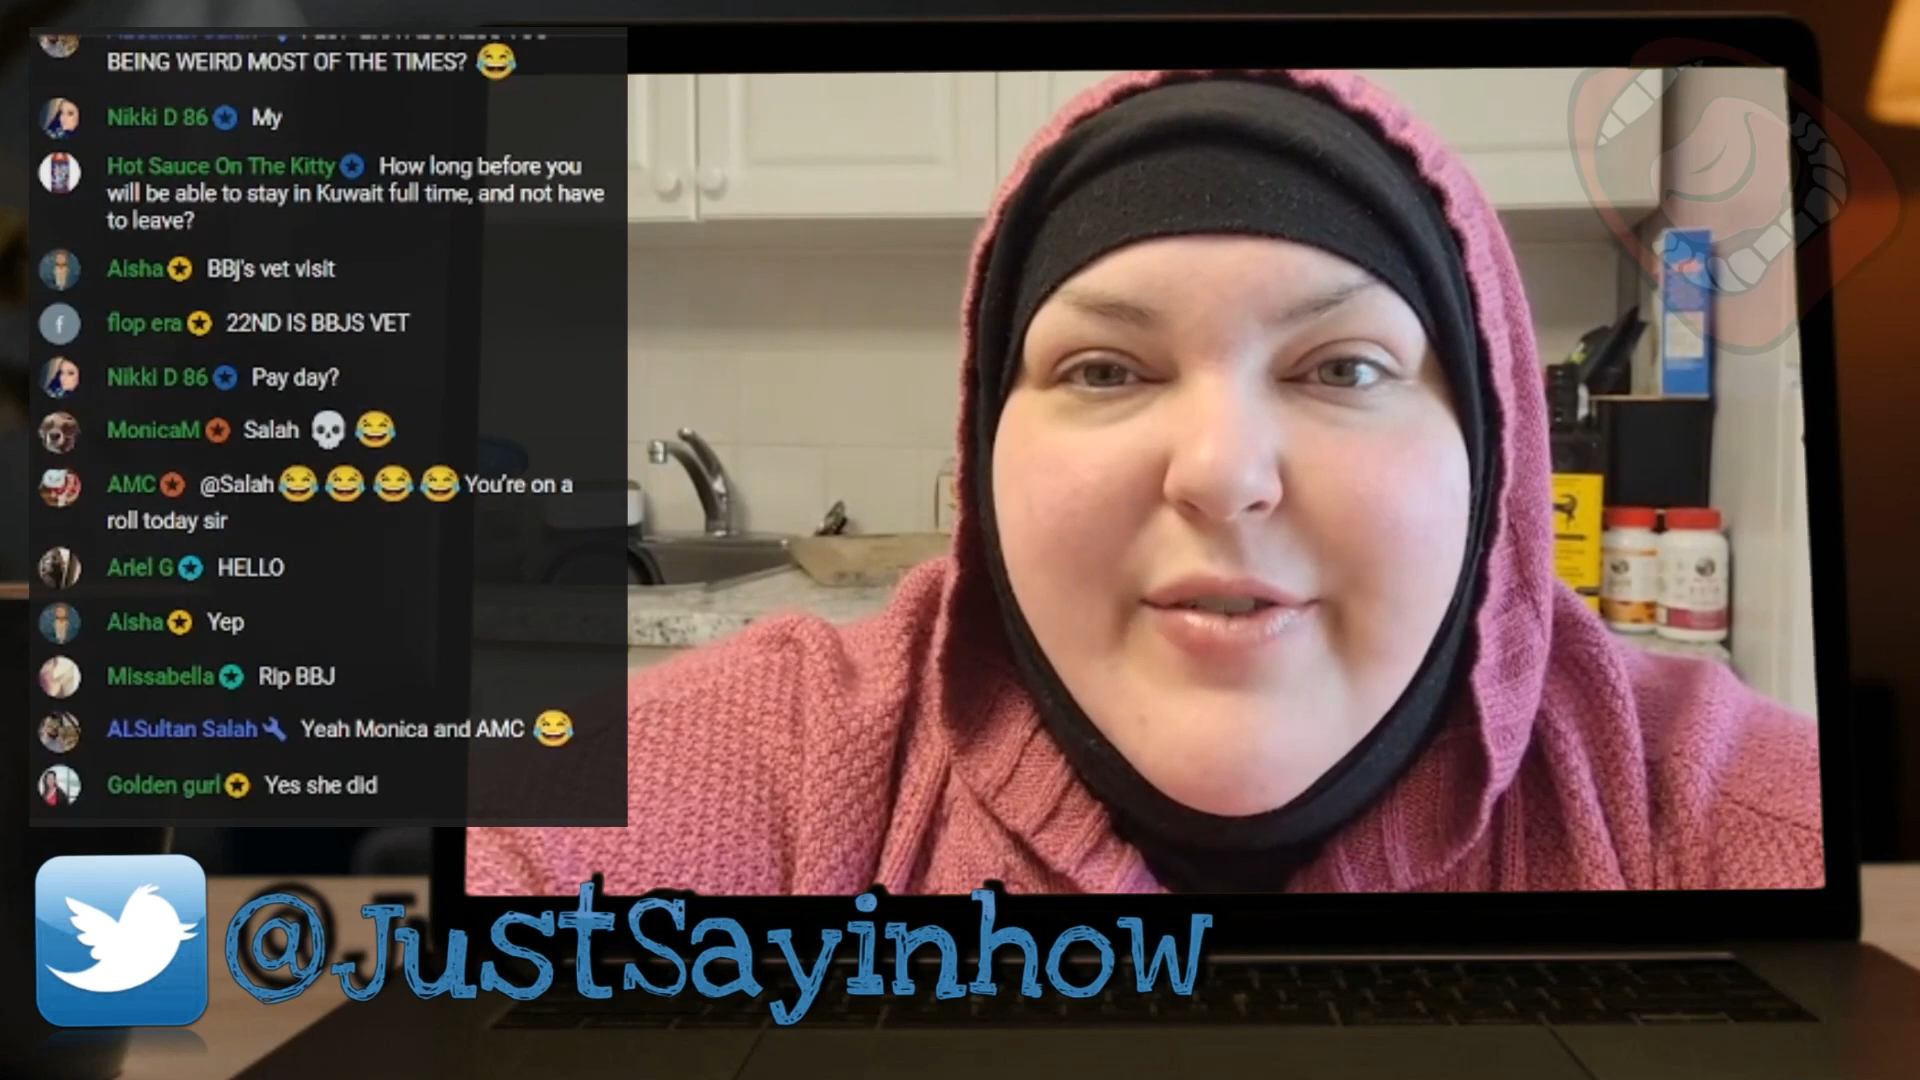 BEING WEIRD MOST OF THE TIMES? 😂
Nikki D 86 My
Hot Sauce On The Kitty How long before you
will be able to stay in Kuwait full time, and not have
to leave?
Aisha BBj's vet visit
f flop era 22ND IS BBJS VET
Nikki D 86 Pay day?
MonicaM Salah 💀 😂
AMC @Salah 😂 😂 😂 😂 You're on a
roll today sir
Ariel G HELLO
Aisha Yep
Missabella Rip BBJ
ALSultan Salah Yeah Monica and AMC 😂
Golden gurl Yes she did
@JustSayinhow